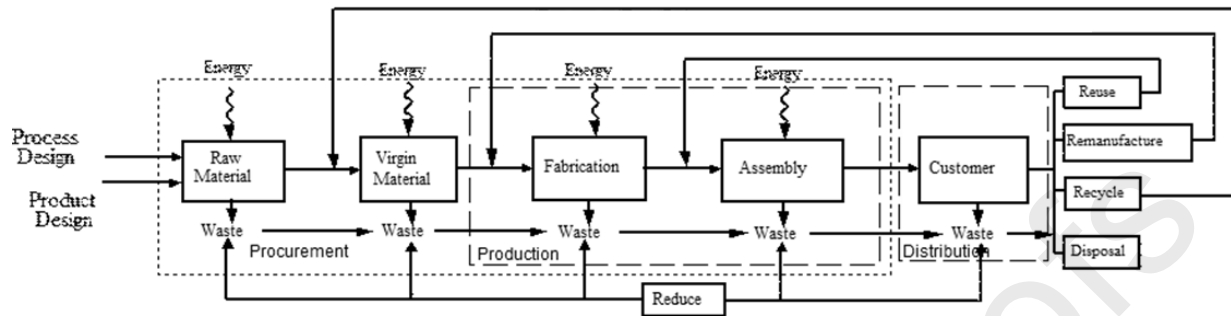 Energy
Energy
Energy
Energy
Reuse
Process
Design
Raw
Material
Virgin
Material
Fabrication
Assembly
Customer
Remanufacture
Product
Design
Recycle
Waste
Waste
Waste
Waste
Waste
Procurement
Production
Distribution
Disposal
Reduce